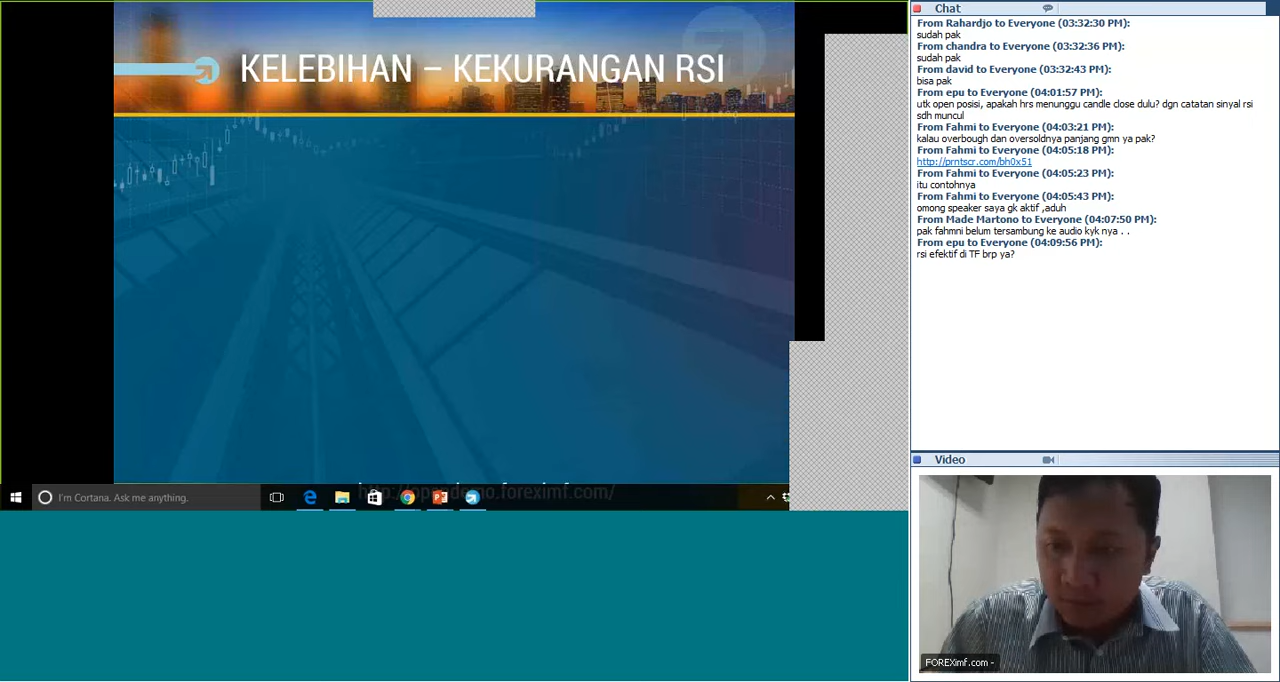 KELEBIHAN – KEKURANGAN RSI
I'm Cortana. Ask me anything.
http://opendemo.foreximf.com/
Chat
From Rahardjo to Everyone (03:32:30 PM):
sudah pak
From chandra to Everyone (03:32:36 PM):
sudah pak
From david to Everyone (03:32:43 PM):
bisa pak
From epu to Everyone (04:01:57 PM):
utk open posisi, apakah hrs menunggu candle close dulu? dgn catatan sinyal rsi
sdh muncul
From Fahmi to Everyone (04:03:21 PM):
kalau overbough dan oversoldnya panjang gmn ya pak?
From Fahmi to Everyone (04:05:18 PM):
http://prntscr.com/bh0x51
From Fahmi to Everyone (04:05:23 PM):
itu contohnya
From Fahmi to Everyone (04:05:43 PM):
omong speaker saya gk aktif ,aduh
From Made Martono to Everyone (04:07:50 PM):
pak fahmni belum tersambung ke audio kyk nya . .
From epu to Everyone (04:09:56 PM):
rsi efektif di TF brp ya?
Video
FOREXimf.com -